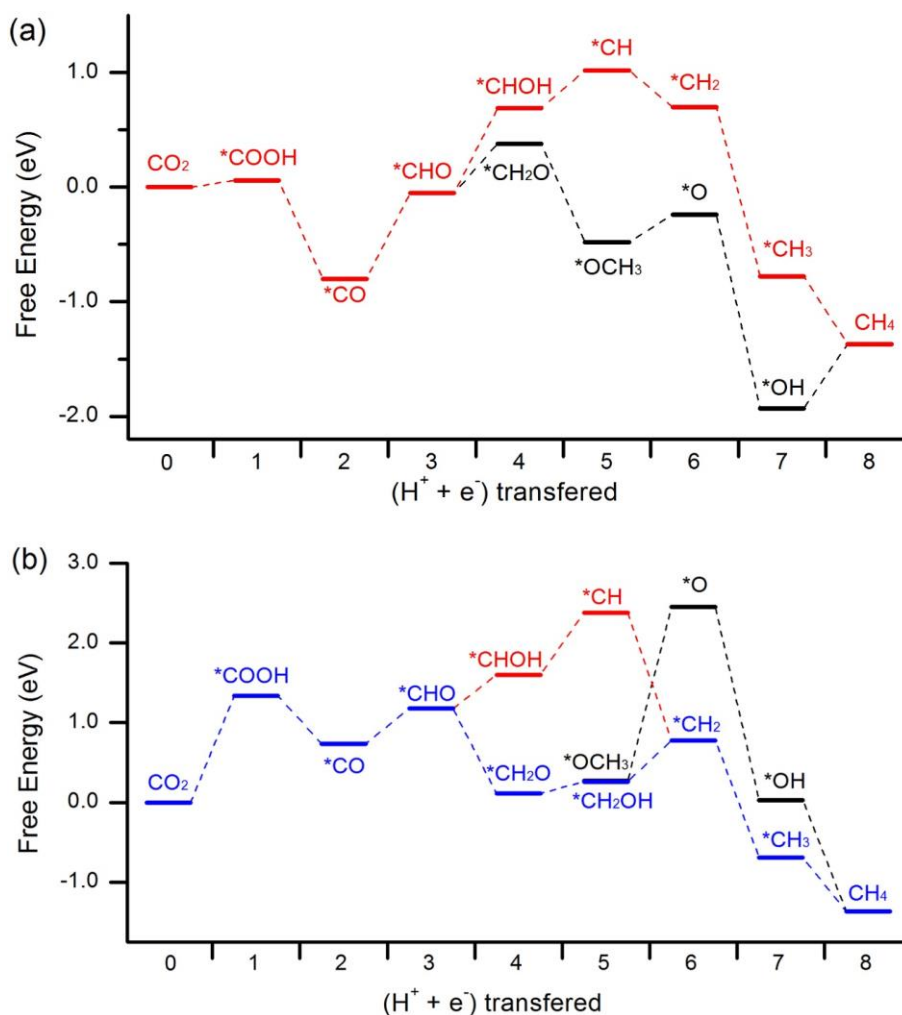 (a)
Free Energy (eV)
1.0
0.0
-1.0
-2.0
CO₂
*COOH
*CO
*CHO
*CHOH
*CH₂O
*CH
*OCH₃
*CH₂
*O
*CH₃
*OH
CH₄
0 1 2 3 4 5 6 7 8
(H⁺ + e⁻) transfered
(b)
Free Energy (eV)
3.0
2.0
1.0
0.0
-1.0
CO₂
*COOH
*CO
*CHO
*CHOH
*CH₂O
*CH
*OCH₃
*CH₂OH
*O
*CH₂
*OH
*CH₃
CH₄
0 1 2 3 4 5 6 7 8
(H⁺ + e⁻) transfered